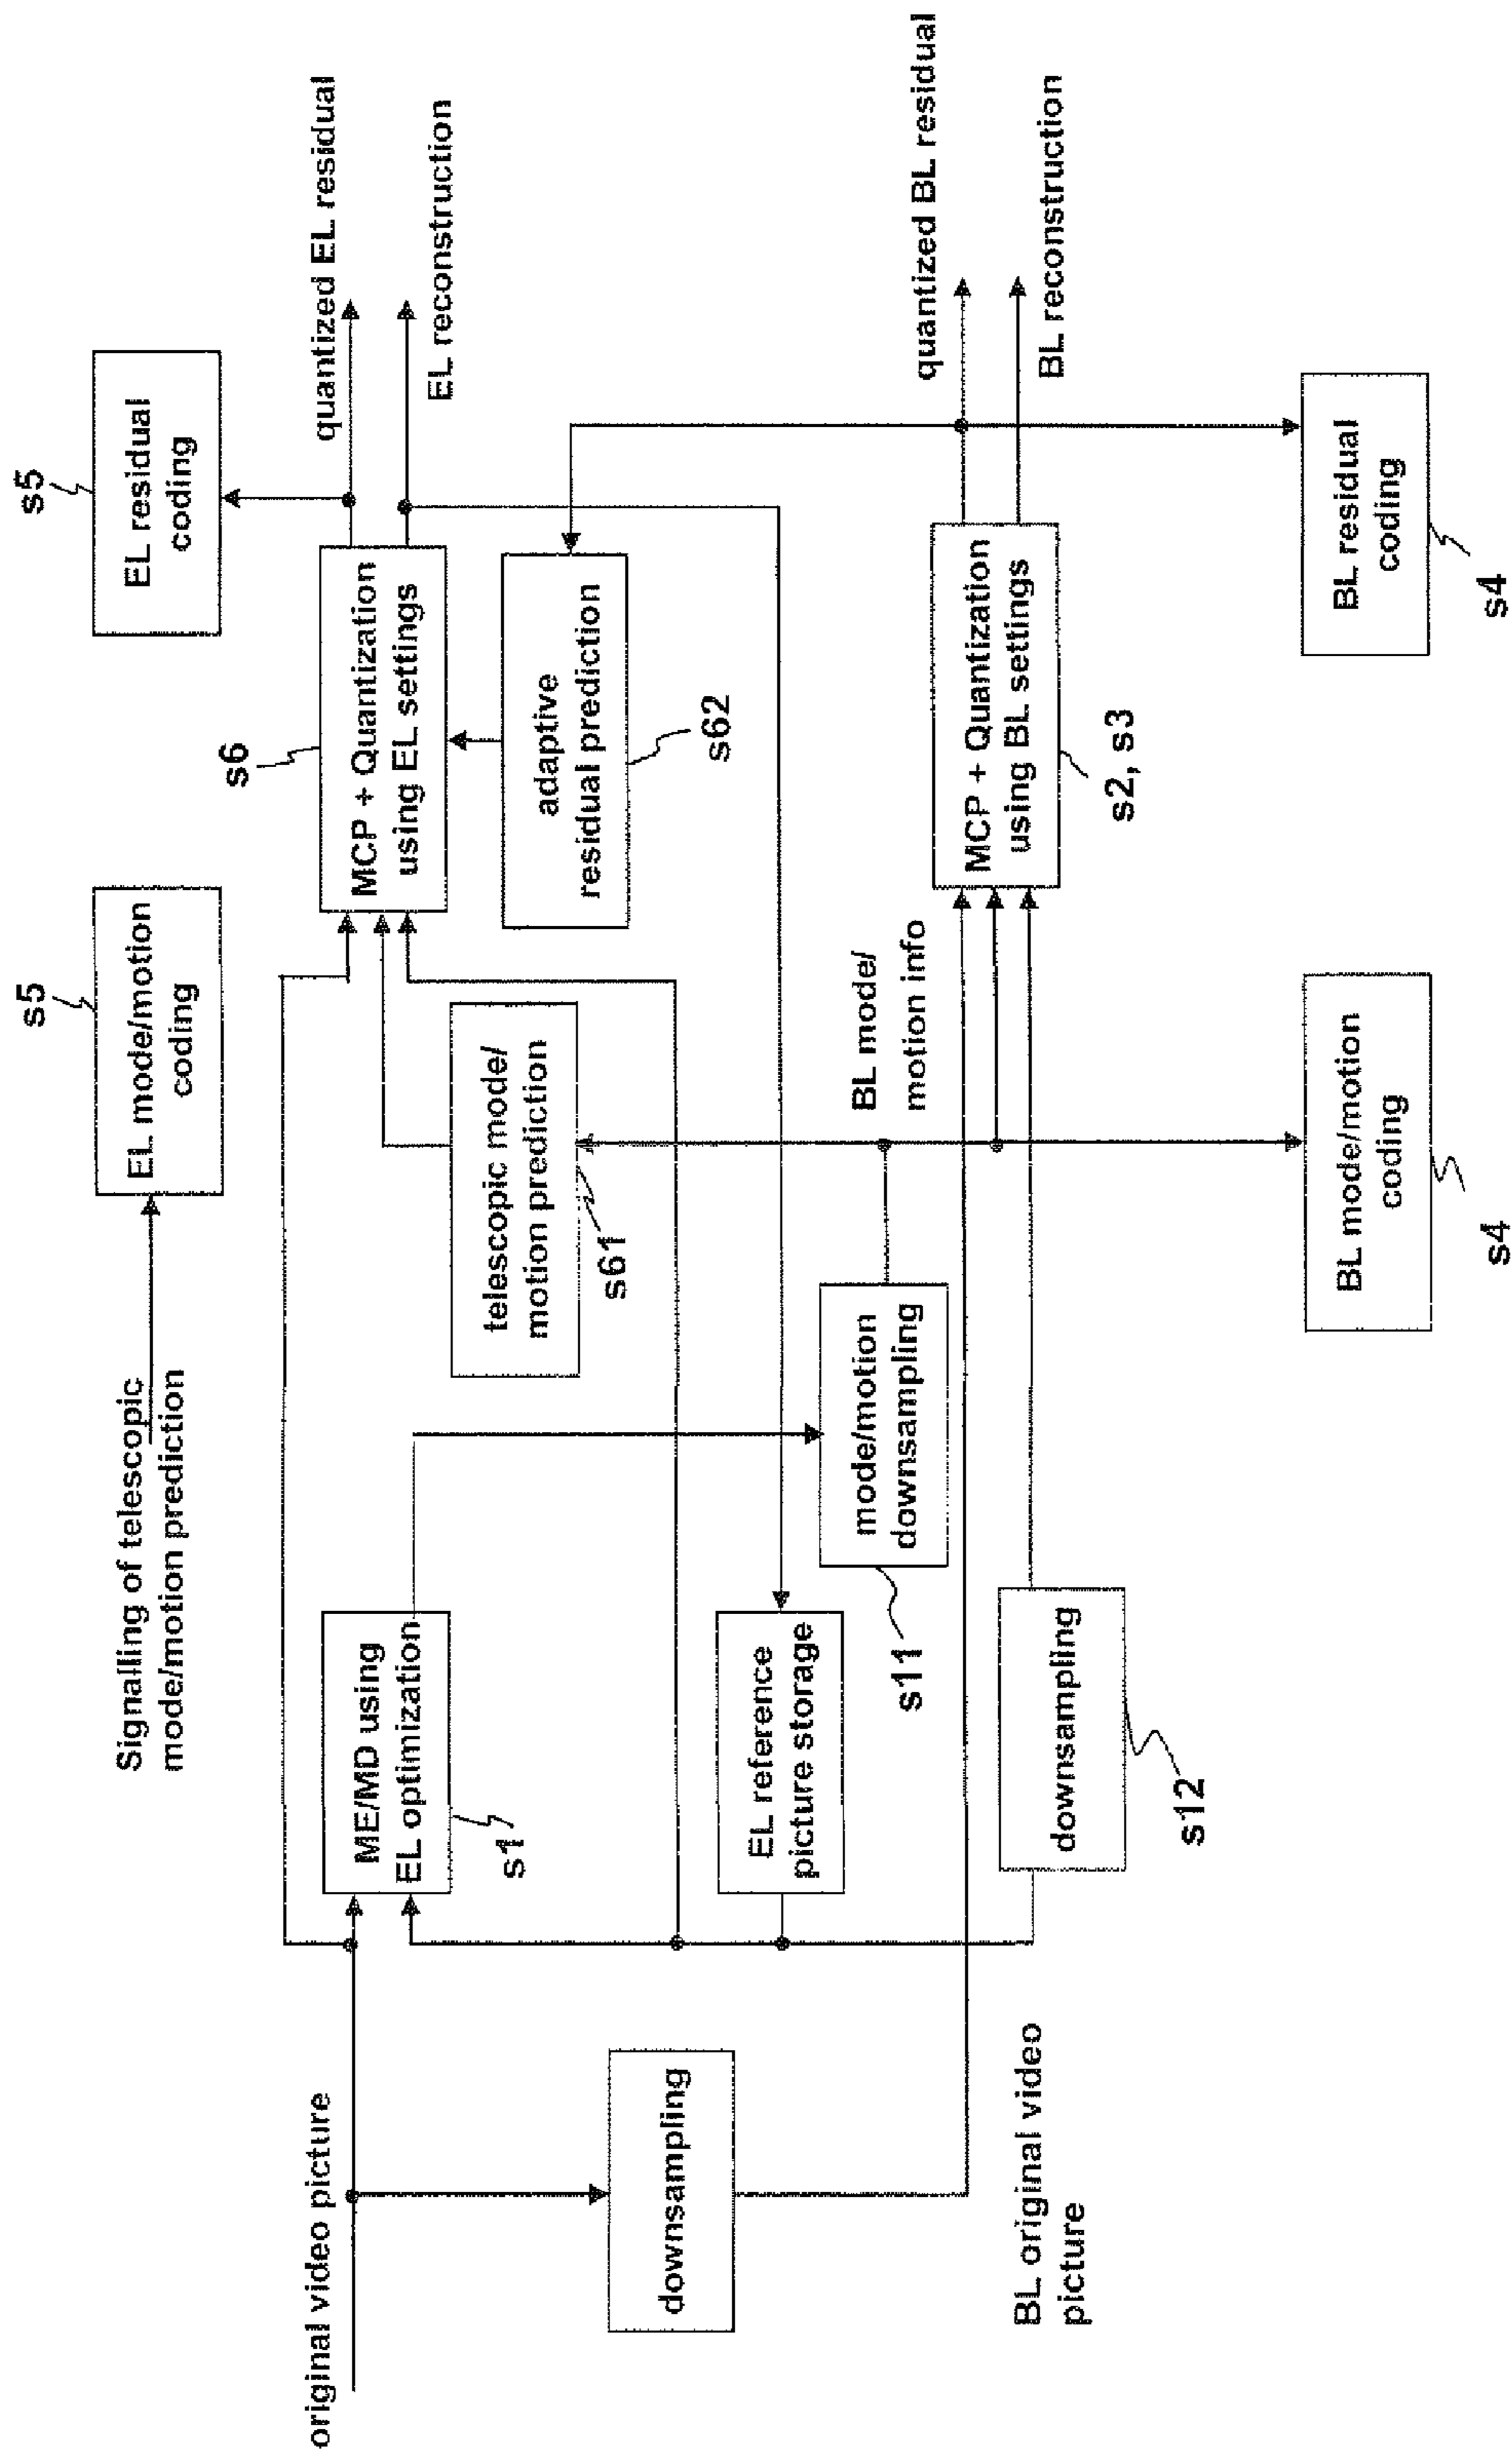 Signalling of telescopic
mode/motion prediction
s5
EL mode/motion
coding
s5
EL residual
coding
original video picture
ME/MD using
EL optimization
s1
s6
MCP + Quantization
using EL settings
quantized EL residual
EL reconstruction
telescopic mode/
motion prediction
s61
adaptive
residual prediction
s62
downsampling
EL reference
picture storage
mode/motion
downsampling
s11
BL mode/
motion info
BL original video
picture
downsampling
s12
MCP + Quantization
using BL settings
s2, s3
quantized BL residual
BL reconstruction
BL mode/motion
coding
s4
BL residual
coding
s4